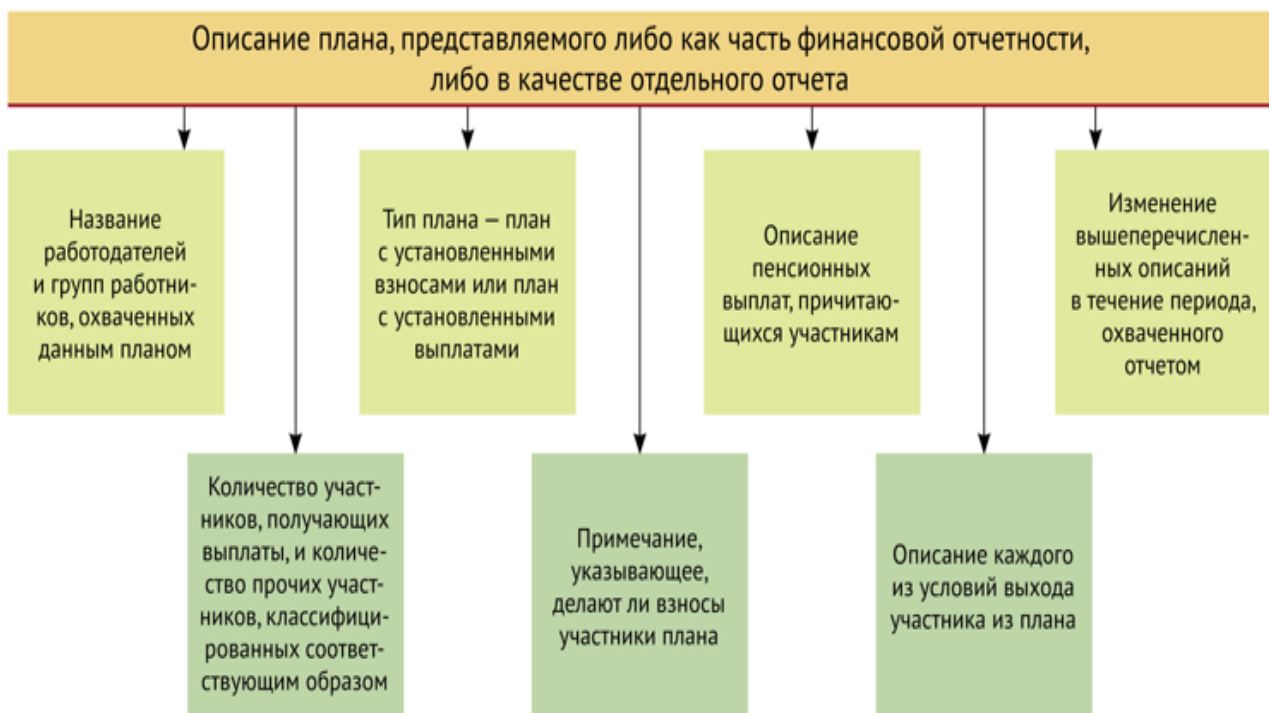 Описание плана, представляемого либо как часть финансовой отчетности,
либо в качестве отдельного отчета
Название
работодателей
и групп работни-
ков, охваченных
данным планом
Тип плана — план
с установленными
взносами или план
с установленными
выплатами
Описание
пенсионных
выплат, причитаю-
щихся участникам
Изменение
вышеперечислен-
ных описаний
в течение периода,
охваченного
отчетом
Количество участ-
ников, получающих
выплаты, и количе-
ство прочих участ-
ников, классифици-
рованных соответ-
ствующим образом
Примечание,
указывающее,
делают ли взносы
участники плана
Описание каждого
из условий выхода
участника из плана